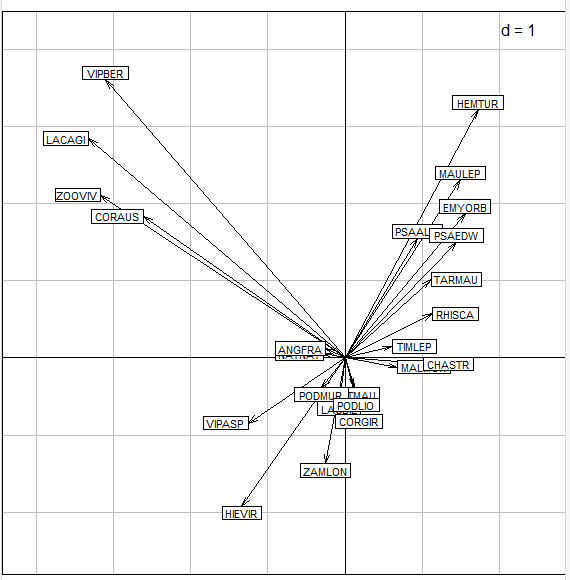 d = 1
VIPBER
HEMTUR
LACAGI
MAULEP
ZOOVIV
EMYORB
CORAUS
PSAEDW
TARMAU
RHISCA
ANGFRA
TIMLEP
CHASTR
PODMUR
PODLIO
VIPASP
CORGIR
ZAMLON
HIEVIR